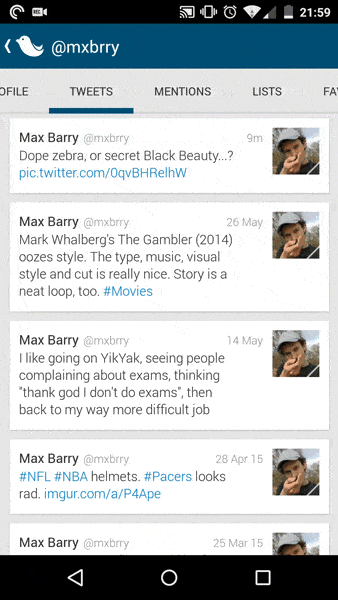 REC
21:59
@mxbrry
OFILE TWEETS MENTIONS LISTS FA
Max Barry @mxbrry 9m
Dope zebra, or secret Black Beauty...?
pic.twitter.com/0qvBHRelhW
Max Barry @mxbrry 26 May
Mark Whalberg's The Gambler (2014)
oozes style. The type, music, visual
style and cut is really nice. Story is a
neat loop, too. #Movies
Max Barry @mxbrry 14 May
I like going on YikYak, seeing people
complaining about exams, thinking
"thank god I don't do exams", then
back to my way more difficult job
Max Barry @mxbrry 28 Apr 15
#NFL #NBA helmets. #Pacers looks
rad. imgur.com/a/P4Ape
Max Barry @mxbrry 25 Mar 15